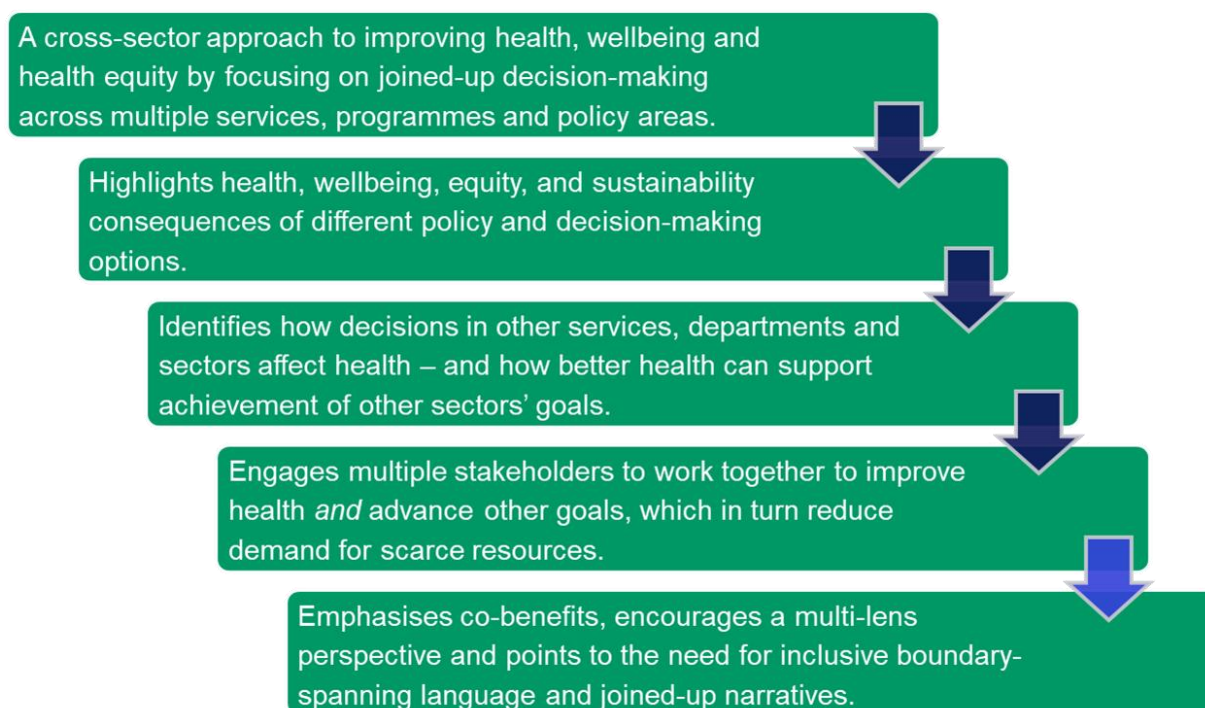 A cross-sector approach to improving health, wellbeing and
health equity by focusing on joined-up decision-making
across multiple services, programmes and policy areas.
Highlights health, wellbeing, equity, and sustainability
consequences of different policy and decision-making
options.
Identifies how decisions in other services, departments and
sectors affect health – and how better health can support
achievement of other sectors’ goals.
Engages multiple stakeholders to work together to improve
health and advance other goals, which in turn reduce
demand for scarce resources.
Emphasises co-benefits, encourages a multi-lens
perspective and points to the need for inclusive boundary-
spanning language and joined-up narratives.